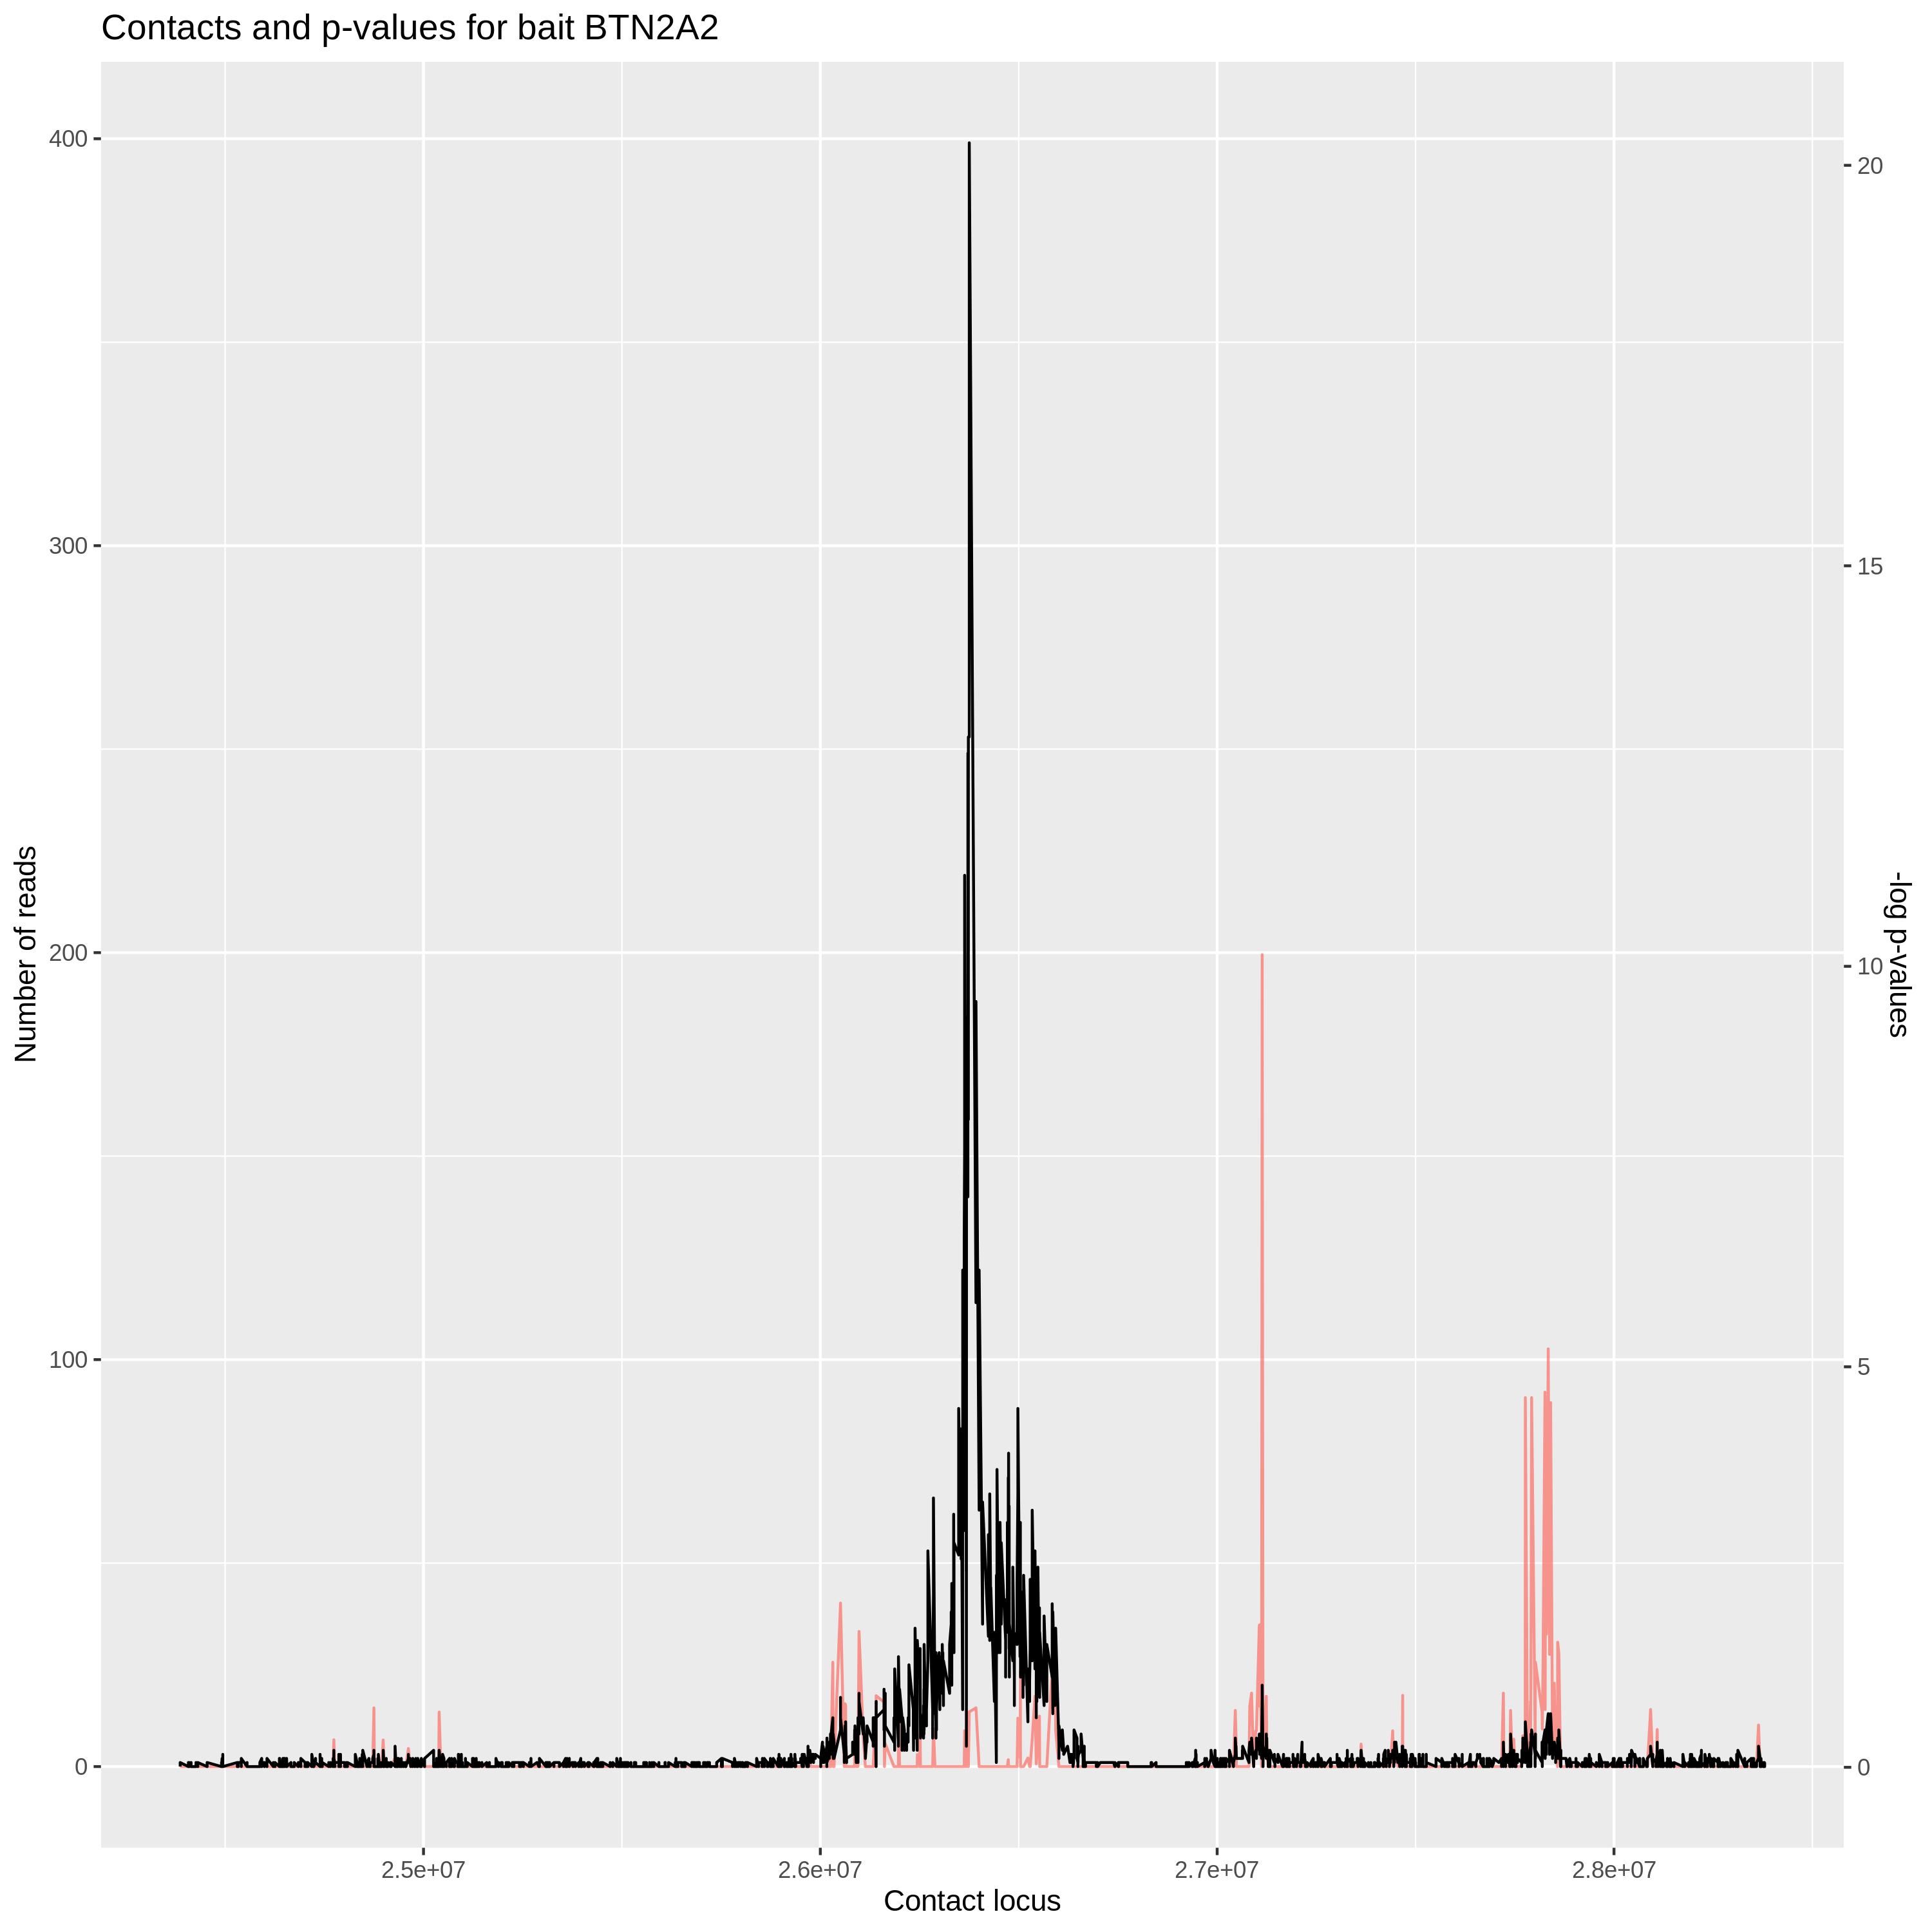 Contacts and p-values for bait BTN2A2
400
300
200
100
0
Number of reads
20
15
10
5
0
-log p-values
2.5e+07
2.6e+07
2.7e+07
2.8e+07
Contact locus